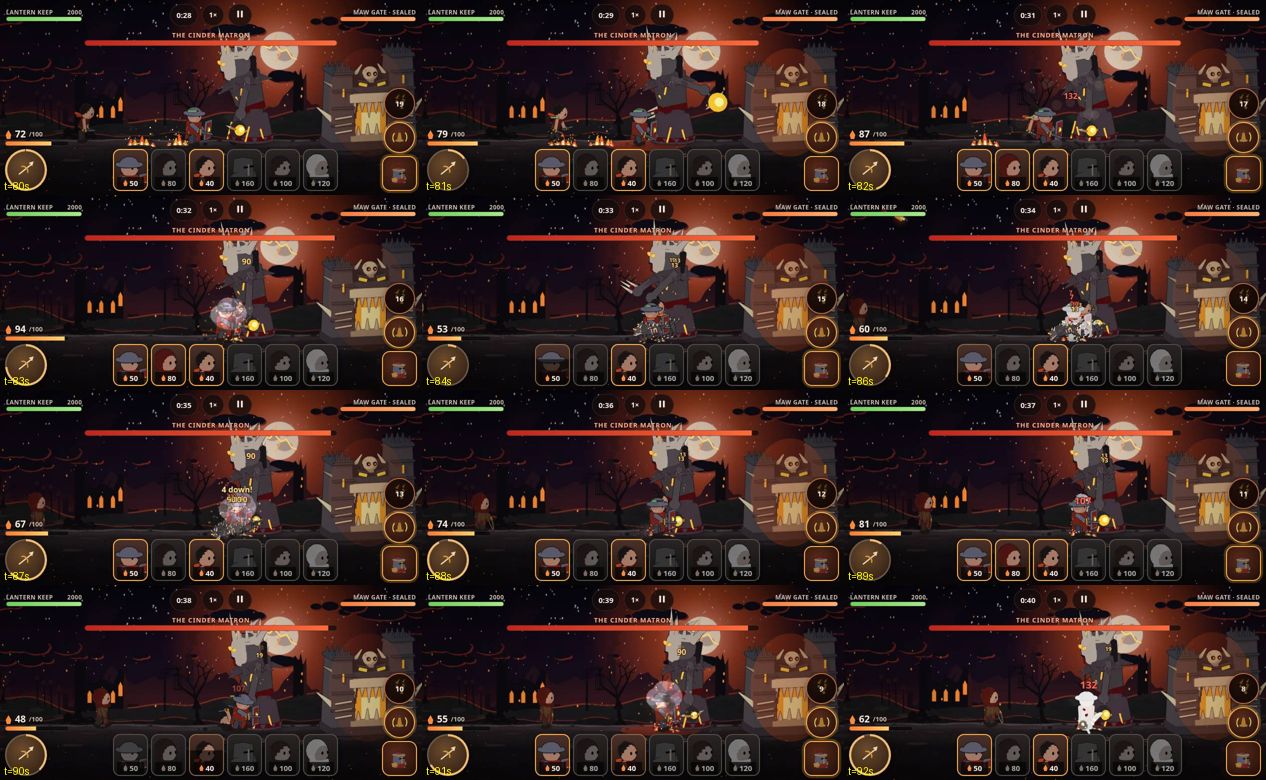 LANTERN KEEP 2000 0:28 1× MAW GATE · SEALED
THE CINDER MATRON
19
72 /100
50 80 40 160 100 120
t=80s
LANTERN KEEP 2000 0:29 1× MAW GATE · SEALED
THE CINDER MATRON
18
79 /100
50 80 40 160 100 120
t=81s
LANTERN KEEP 2000 0:31 1× MAW GATE · SEALED
THE CINDER MATRON
132
17
87 /100
50 80 40 160 100 120
t=82s
LANTERN KEEP 2000 0:32 1× MAW GATE · SEALED
THE CINDER MATRON
90
16
94 /100
50 80 40 160 100 120
t=83s
LANTERN KEEP 2000 0:33 1× MAW GATE · SEALED
THE CINDER MATRON
13
15
53 /100
50 80 40 160 100 120
t=84s
LANTERN KEEP 2000 0:34 1× MAW GATE · SEALED
THE CINDER MATRON
14
60 /100
50 80 40 160 100 120
t=86s
LANTERN KEEP 2000 0:35 1× MAW GATE · SEALED
THE CINDER MATRON
90
4 down!
13
67 /100
50 80 40 160 100 120
t=87s
LANTERN KEEP 2000 0:36 1× MAW GATE · SEALED
THE CINDER MATRON
13
12
74 /100
50 80 40 160 100 120
t=88s
LANTERN KEEP 2000 0:37 1× MAW GATE · SEALED
THE CINDER MATRON
13
107
11
81 /100
50 80 40 160 100 120
t=89s
LANTERN KEEP 2000 0:38 1× MAW GATE · SEALED
THE CINDER MATRON
19
107
10
48 /100
50 80 40 160 100 120
t=90s
LANTERN KEEP 2000 0:39 1× MAW GATE · SEALED
THE CINDER MATRON
90
9
55 /100
50 80 40 160 100 120
t=91s
LANTERN KEEP 2000 0:40 1× MAW GATE · SEALED
THE CINDER MATRON
19
132
8
62 /100
50 80 40 160 100 120
t=92s